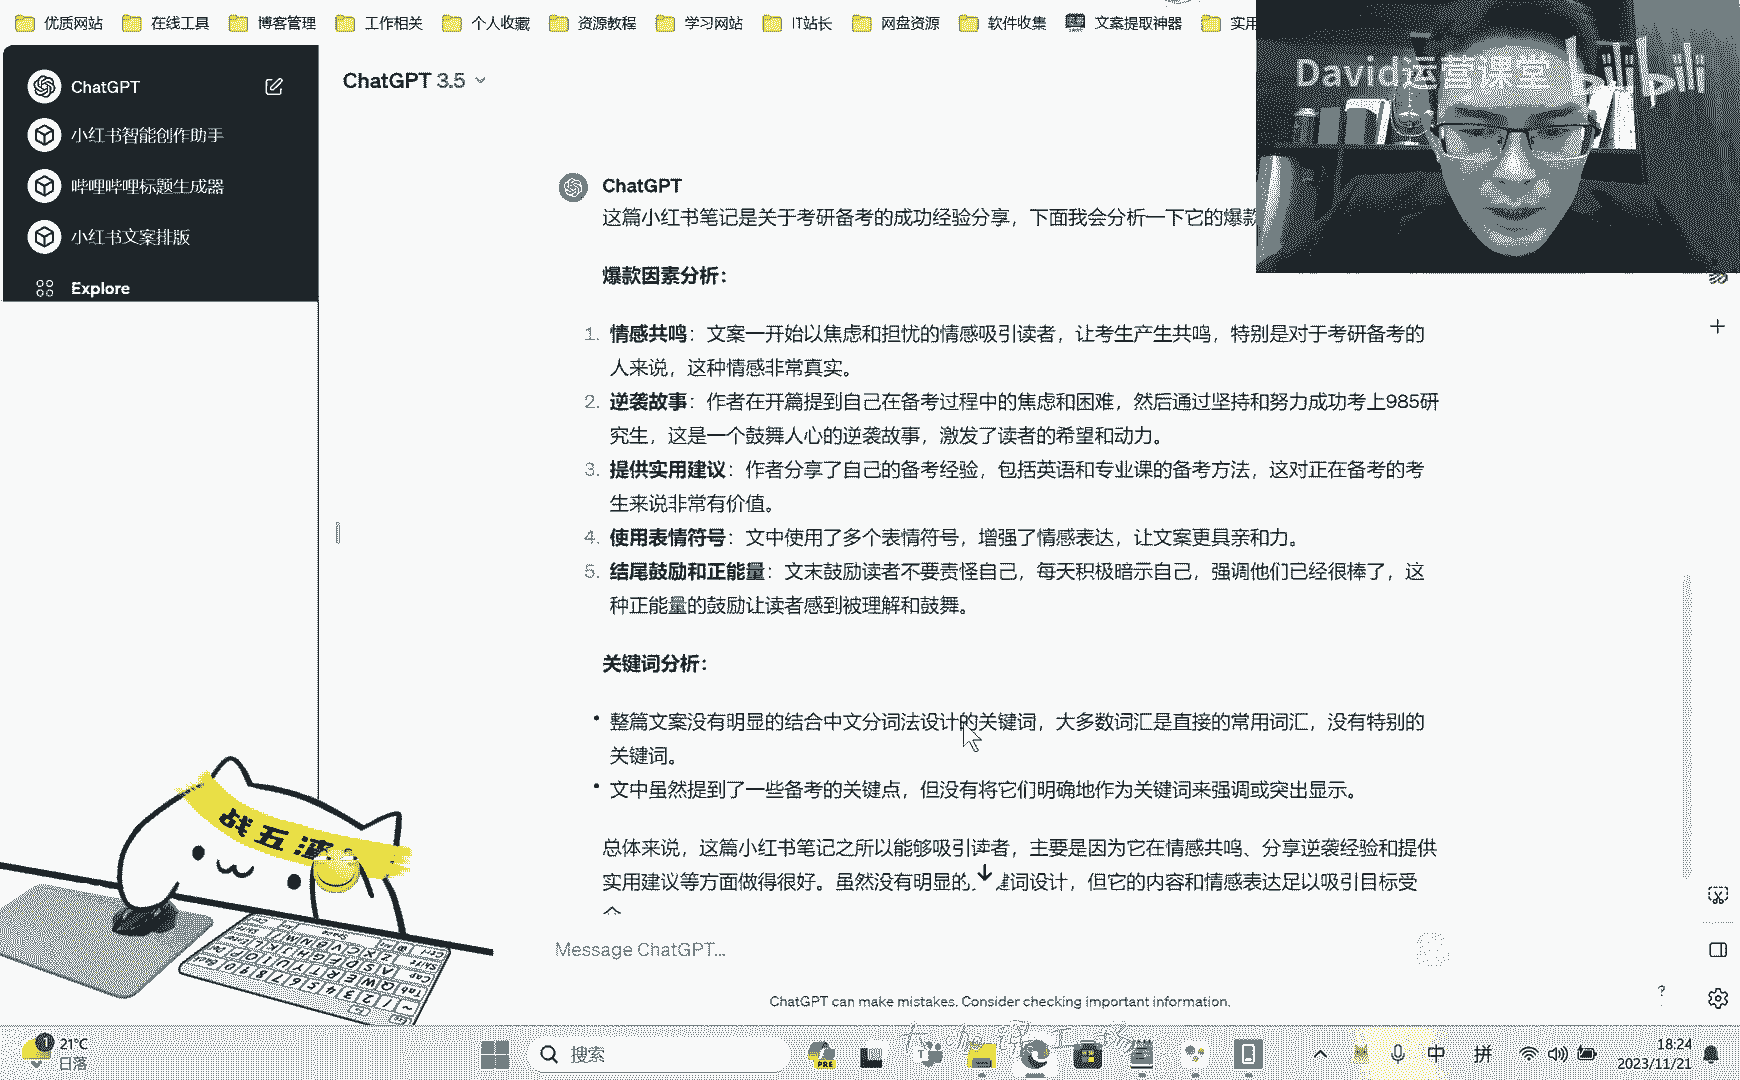 优质网站 在线工具 博客管理 工作相关 个人收藏 资源教程 学习网站 IT站长 网盘资源 软件收集 文案提取神器 实用
ChatGPT
小红书智能创作助手
哔哩哔哩标题生成器
小红书文案排版
Explore
ChatGPT 3.5
David运营课堂 bilibili
ChatGPT
这篇小红书笔记是关于考研备考的成功经验分享，下面我会分析一下它的爆款
爆款因素分析：
1. 情感共鸣：文案一开始以焦虑和担忧的情感吸引读者，让考生产生共鸣，特别是对于考研备考的
人来说，这种情感非常真实。
2. 逆袭故事：作者在开篇提到自己在备考过程中的焦虑和困难，然后通过坚持和努力成功考上985研
究生，这是一个鼓舞人心的逆袭故事，激发了读者的希望和动力。
3. 提供实用建议：作者分享了自己的备考经验，包括英语和专业课的备考方法，这对正在备考的考
生来说非常有价值。
4. 使用表情符号：文中使用了多个表情符号，增强了情感表达，让文案更具亲和力。
5. 结尾鼓励和正能量：文末鼓励读者不要责怪自己，每天积极暗示自己，强调他们已经很棒了，这
种正能量的鼓励让读者感到被理解和鼓舞。
关键词分析：
• 整篇文案没有明显的结合中文分词法设计的关键词，大多数词汇是直接的常用词汇，没有特别的
关键词。
• 文中虽然提到了一些备考的关键点，但没有将它们明确地作为关键词来强调或突出显示。
总体来说，这篇小红书笔记之所以能够吸引读者，主要是因为它在情感共鸣、分享逆袭经验和提供
实用建议等方面做得很好。虽然没有明显的 键词设计，但它的内容和情感表达足以吸引目标受
战五渣
Message ChatGPT...
ChatGPT can make mistakes. Consider checking important information.
?
21°C
日落
搜索
PRE
中
拼
18:24
2023/11/21